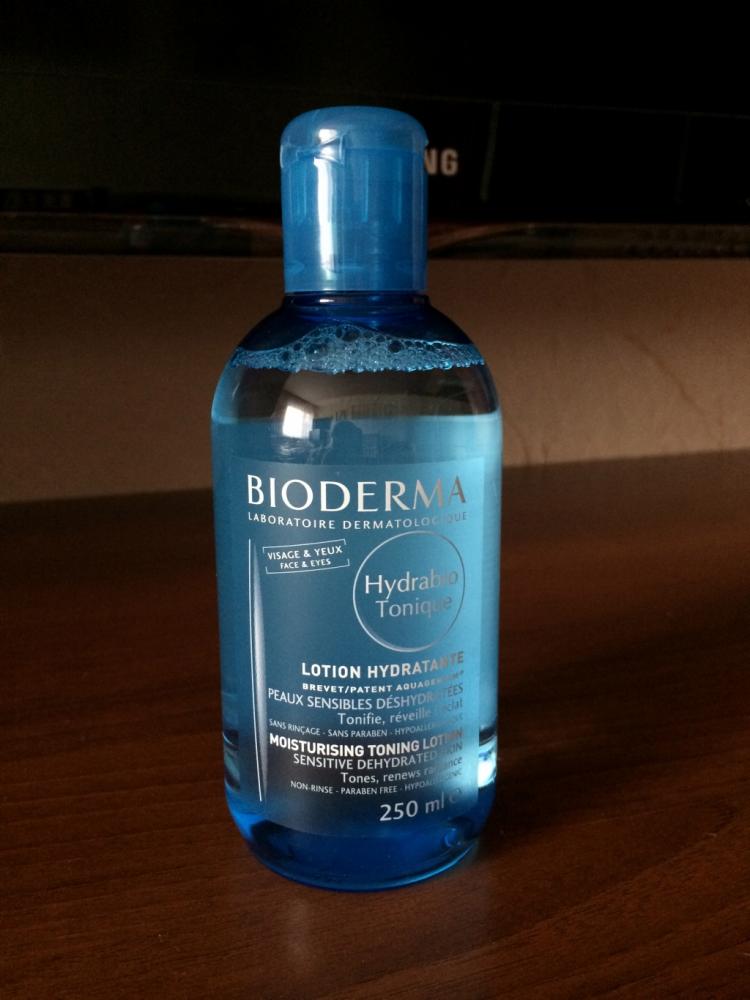 NG
BIODERMA
LABORATOIRE DERMATOLOGIQUE
VISAGE & YEUX
FACE & EYES
Hydrabio
Tonique
LOTION HYDRATANTE
BREVET/PATENT AQUAGENIUM®
PEAUX SENSIBLES DÉSHYDRATÉES
Tonifie, réveille l'éclat
SANS RINÇAGE - SANS PARABEN - HYPOALLERGÉNIQUE
MOISTURISING TONING LOTION
SENSITIVE DEHYDRATED SKIN
Tones, renews radiance
NON-RINSE - PARABEN FREE - HYPOALLERGENIC
250 ml e